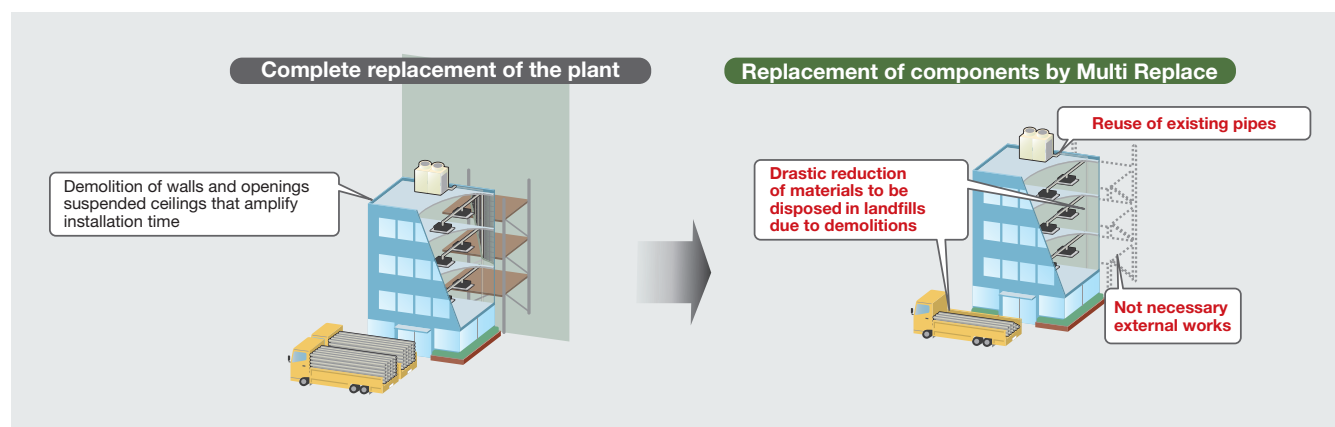 Complete replacement of the plant
Demolition of walls and openings
suspended ceilings that amplify
installation time
Replacement of components by Multi Replace
Reuse of existing pipes
Drastic reduction
of materials to be
disposed in landfills
due to demolitions
Not necessary
external works